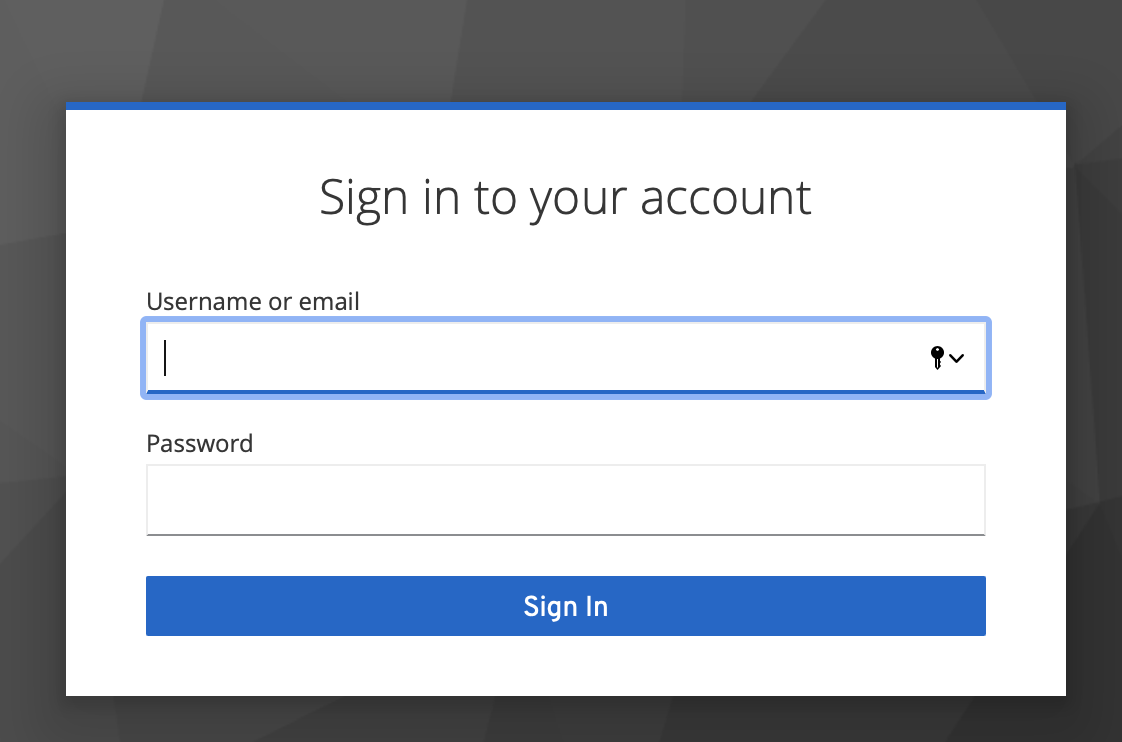 Sign in to your account
Username or email
Password
Sign In